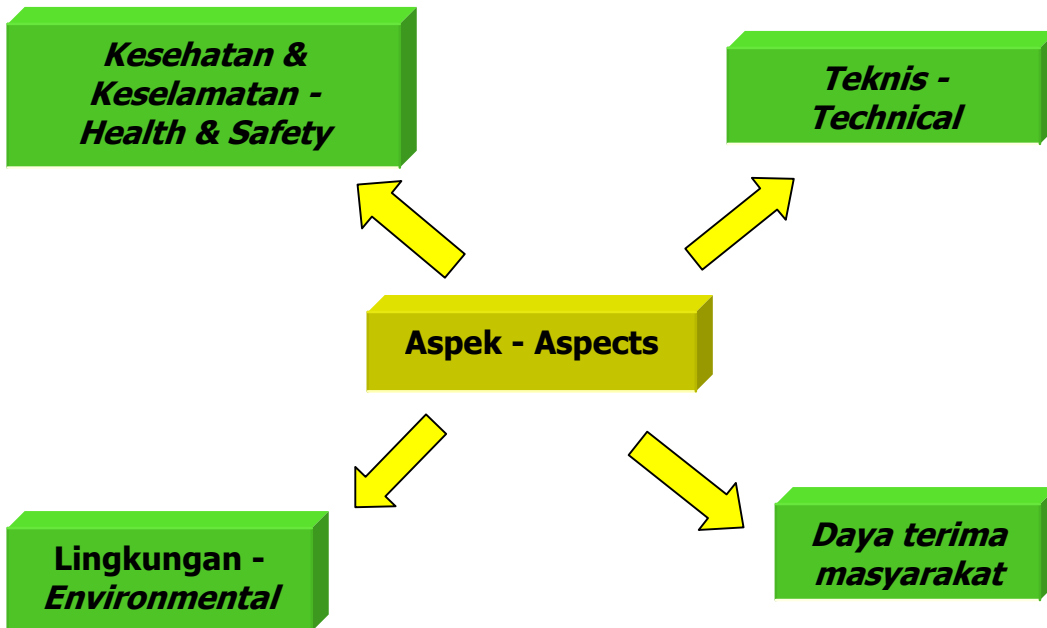 Kesehatan &
Keselamatan -
Health & Safety
Teknis -
Technical
Aspek - Aspects
Lingkungan -
Environmental
Daya terima
masyarakat